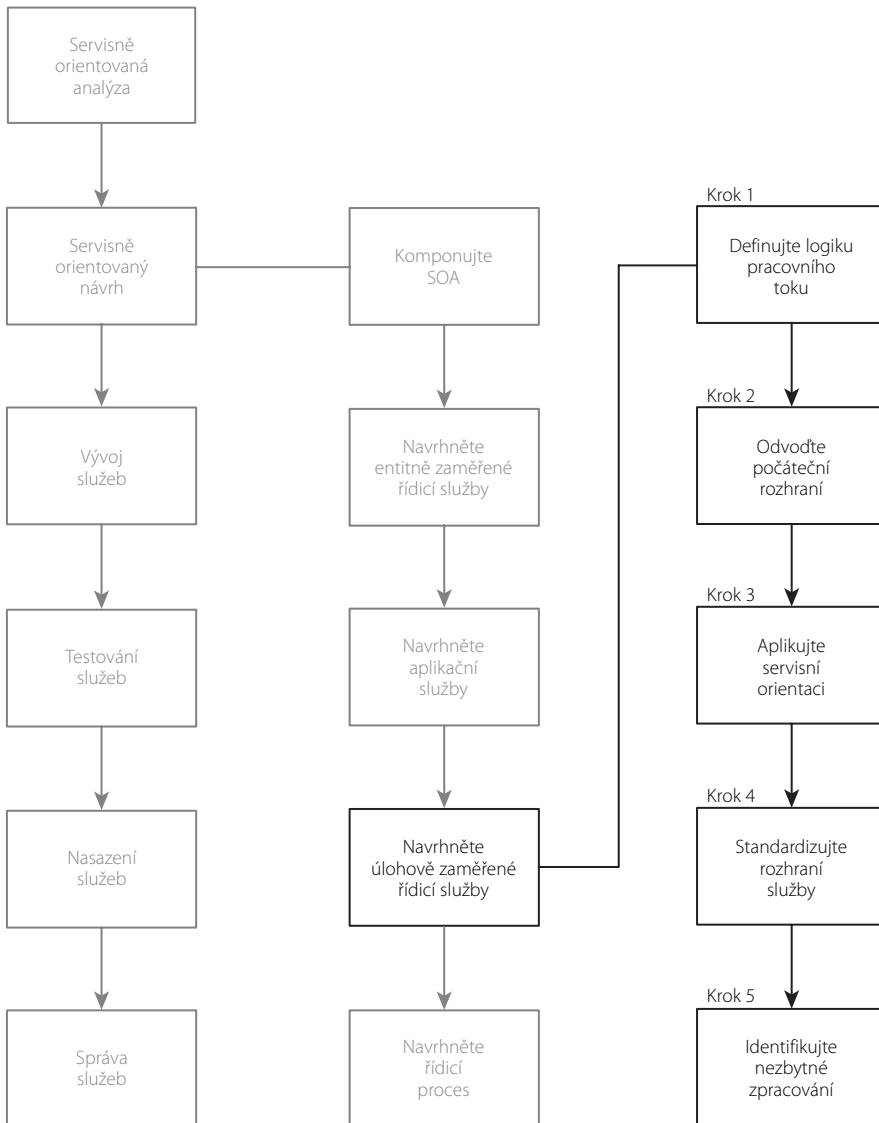 Servisně
orientovaná
analýza
Servisně
orientovaný
návrh
Vývoj
služeb
Testování
služeb
Nasazení
služeb
Správa
služeb
Komponujte
SOA
Navrhněte
entitně zaměřené
řídicí služby
Navrhněte
aplikační
služby
Navrhněte
úlohově zaměřené
řídicí služby
Navrhněte
řídicí
proces
Krok 1
Definujte logiku
pracovního
toku
Krok 2
Odvoďte
počáteční
rozhraní
Krok 3
Aplikujte
servisní
orientaci
Krok 4
Standardizujte
rozhraní
služby
Krok 5
Identifikujte
nezbytné
zpracování